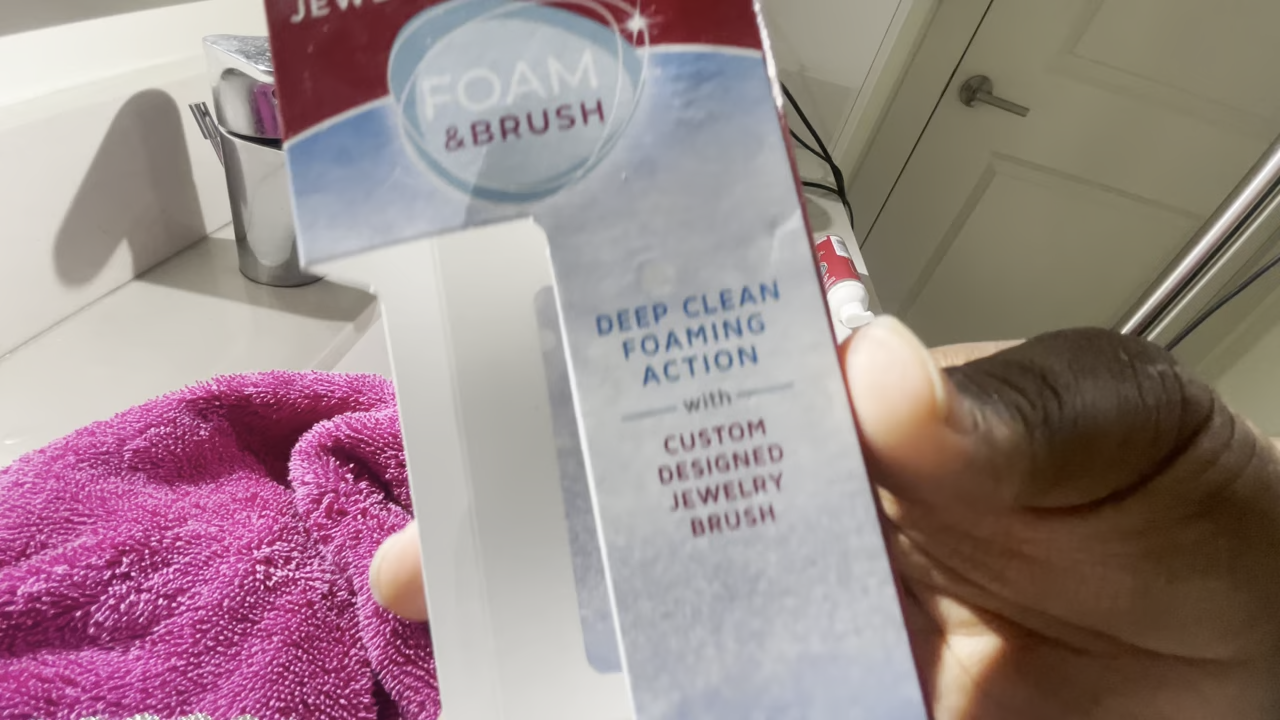 FOAM
&BRUSH
DEEP CLEAN
FOAMING
ACTION
with
CUSTOM
DESIGNED
JEWELRY
BRUSH